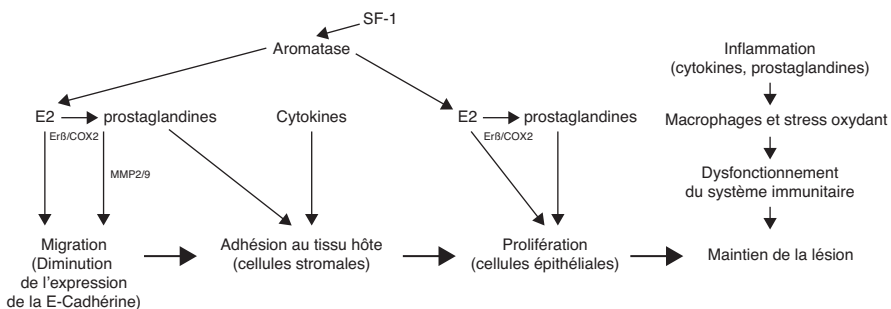 SF-1
Aromatase
Inflammation
(cytokines, prostaglandines)
E2
prostaglandines
Cytokines
E2
prostaglandines
Macrophages et stress oxydant
Erß/COX2
Erß/COX2
MMP2/9
Dysfonctionnement
du système immunitaire
Migration
(Diminution
de l'expression
de la E-Cadhérine)
Adhésion au tissu hôte
(cellules stromales)
Prolifération
(cellules épithéliales)
Maintien de la lésion